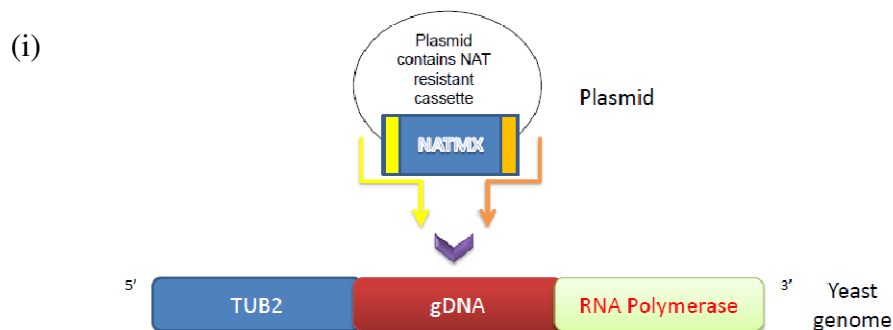 (i)
Plasmid
contains NAT
resistant
cassette
Plasmid
NATMX
5’
TUB2
gDNA
RNA Polymerase
3’
Yeast
genome